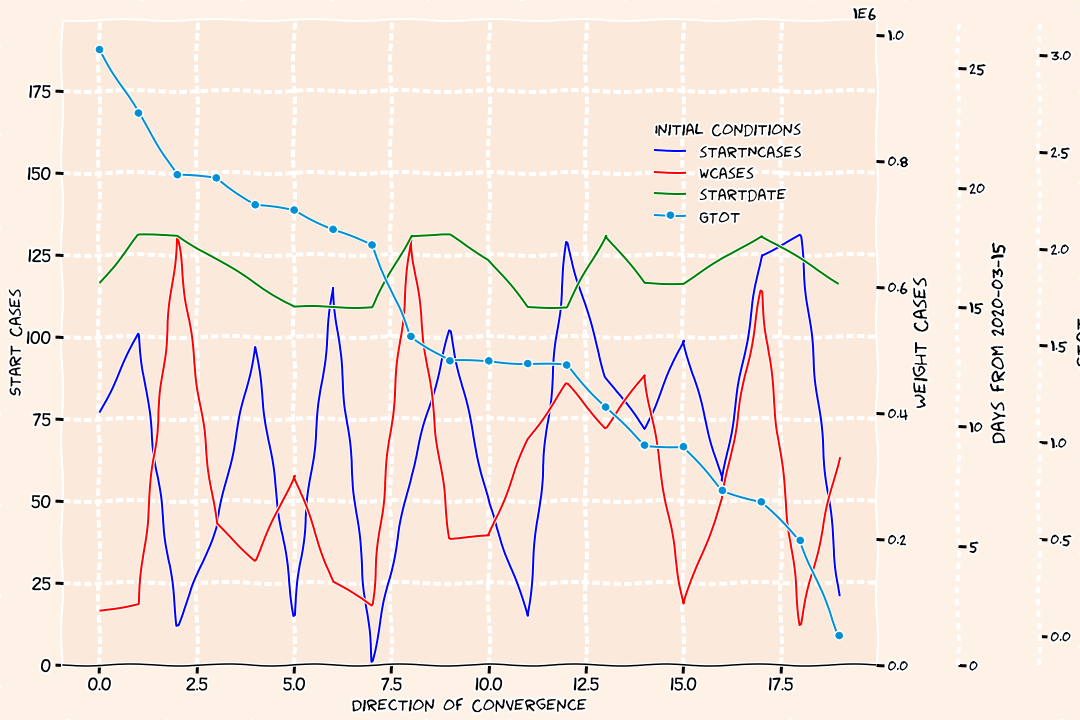 1E6
INITIAL CONDITIONS
STARTNCASES
WCASES
STARTDATE
GTOT
START CASES
175
150
125
100
75
50
25
0
0.0 2.5 5.0 7.5 10.0 12.5 15.0 17.5
DIRECTION OF CONVERGENCE
1.0
0.8
0.6
0.4
0.2
0.0
WEIGHT CASES
25
20
15
10
5
0
DAYS FROM 2020-03-15
3.0
2.5
2.0
1.5
1.0
0.5
0.0